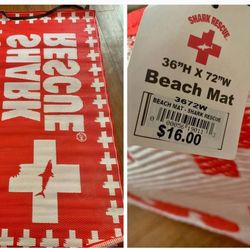 RESCUE
SHARK
®
SHARK RESCUE
36"H X 72"W
Beach Mat
3672W
BEACH MAT - SHARK RESCUE
$16.00